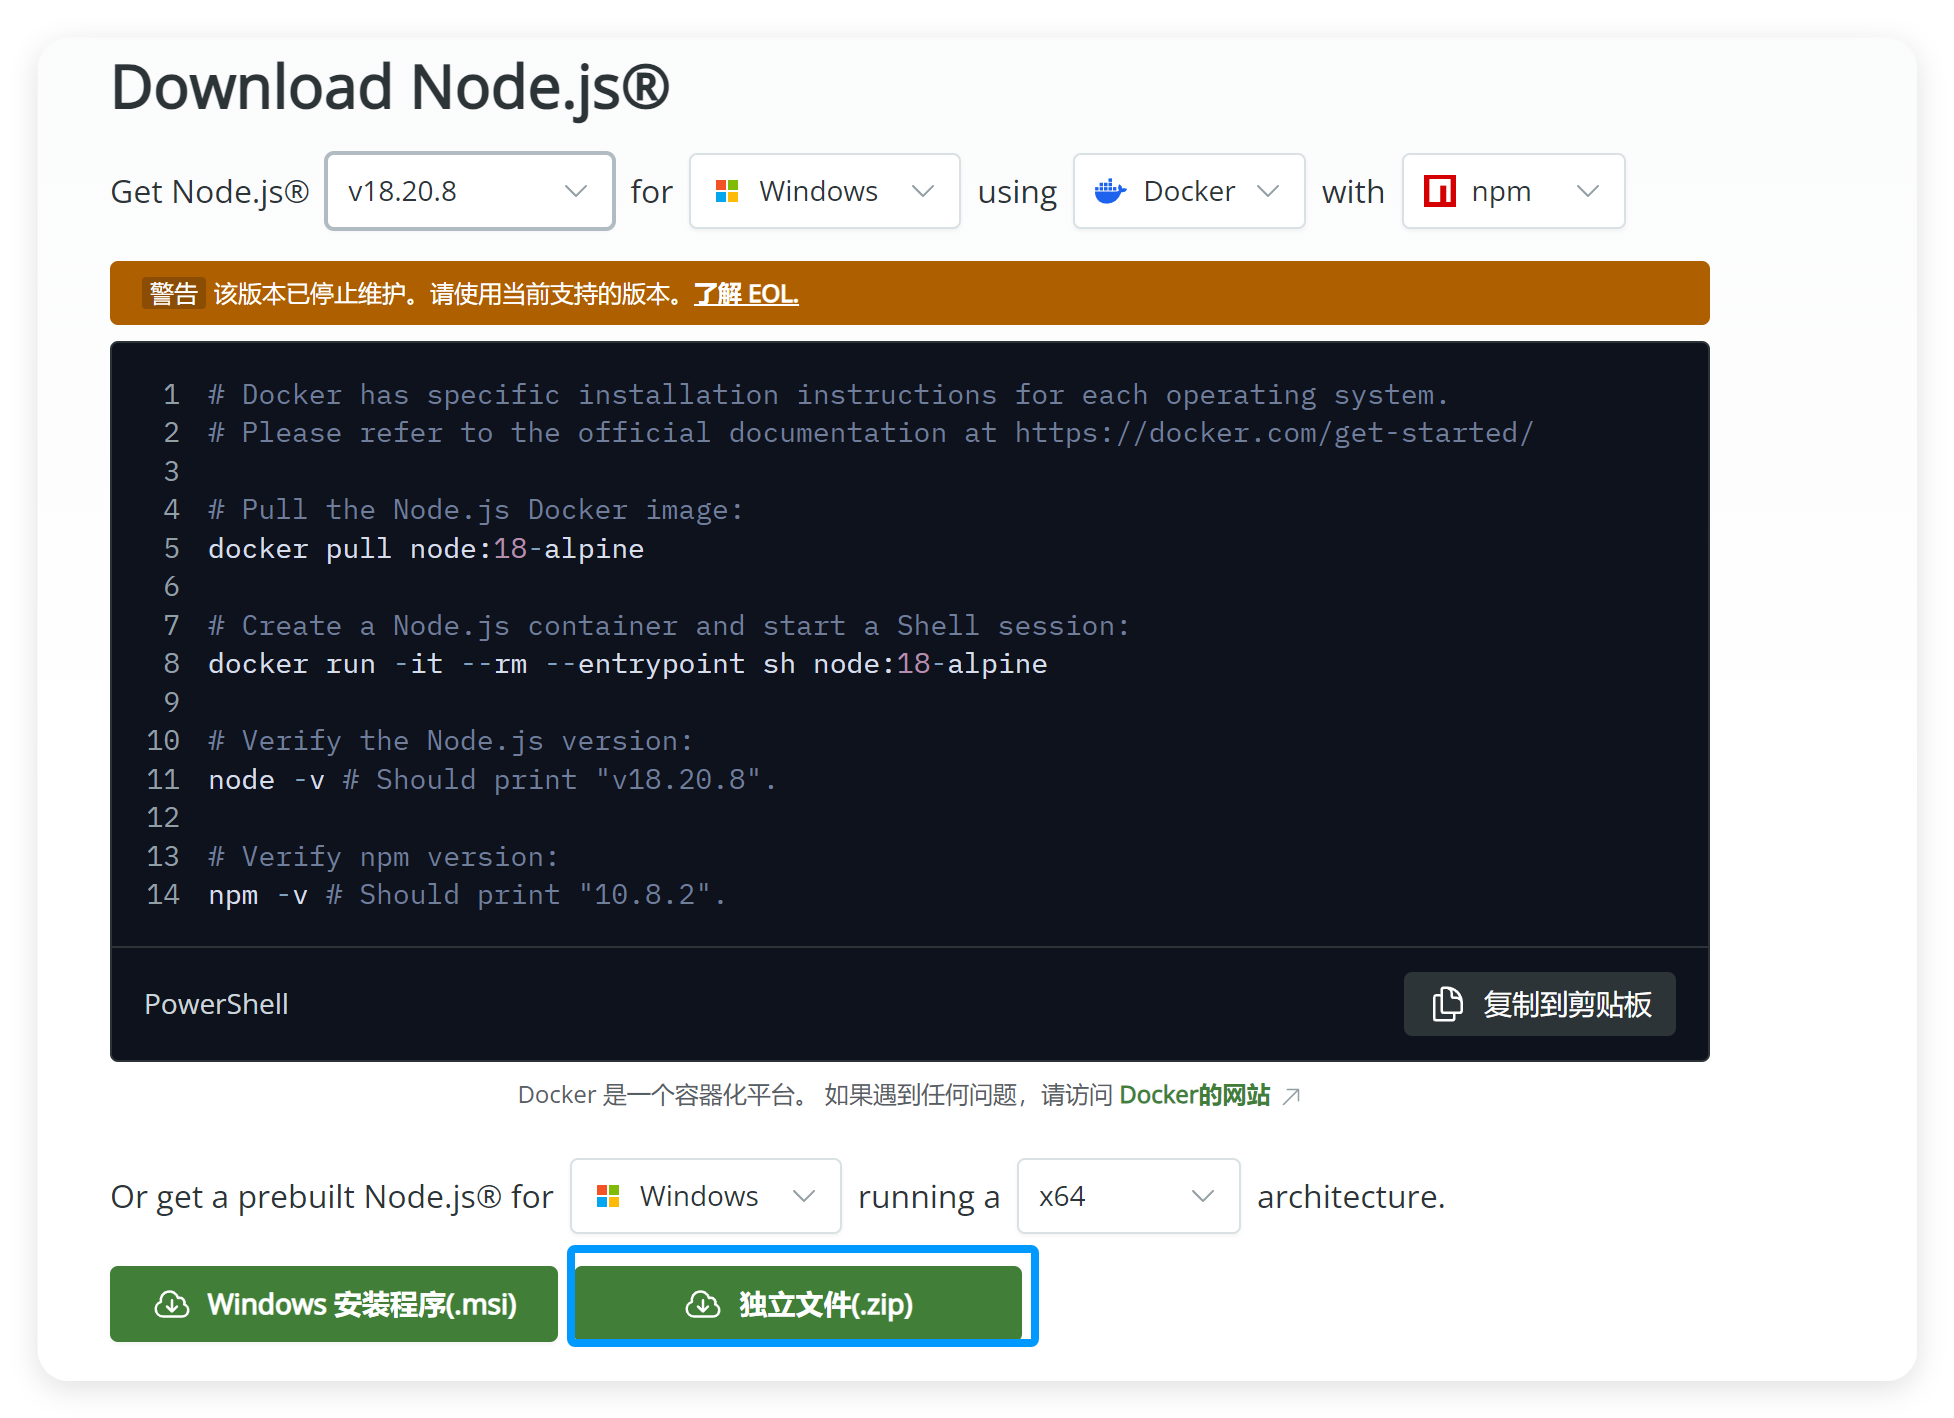 Download Node.js®
Get Node.js® v18.20.8 for Windows using Docker with npm
警告 该版本已停止维护。请使用当前支持的版本。了解 EOL.
1 # Docker has specific installation instructions for each operating system.
2 # Please refer to the official documentation at https://docker.com/get-started/
3
4 # Pull the Node.js Docker image:
5 docker pull node:18-alpine
6
7 # Create a Node.js container and start a Shell session:
8 docker run -it --rm --entrypoint sh node:18-alpine
9
10 # Verify the Node.js version:
11 node -v # Should print "v18.20.8".
12
13 # Verify npm version:
14 npm -v # Should print "10.8.2".
PowerShell 复制到剪贴板
Docker 是一个容器化平台。 如果遇到任何问题，请访问 Docker的网站
Or get a prebuilt Node.js® for Windows running a x64 architecture.
Windows 安装程序(.msi) 独立文件(.zip)